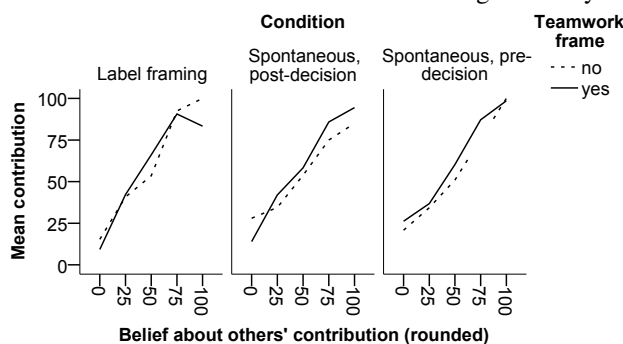 Condition
Teamwork
frame
no
yes
Label framing
Spontaneous,
post-decision
Spontaneous, pre-
decision
Mean contribution
100
75
50
25
0
0
25
50
75
100
0
25
50
75
100
0
25
50
75
100
Belief about others' contribution (rounded)